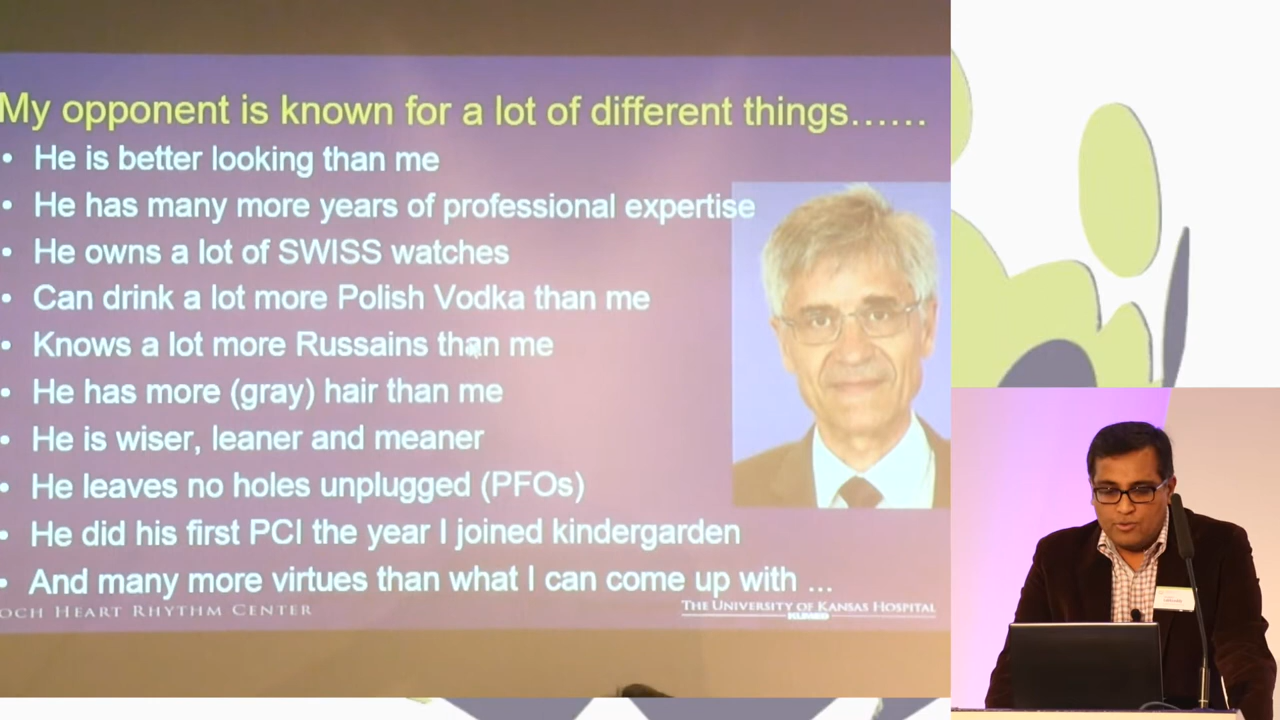 My opponent is known for a lot of different things......
• He is better looking than me
• He has many more years of professional expertise
• He owns a lot of SWISS watches
• Can drink a lot more Polish Vodka than me
• Knows a lot more Russains than me
• He has more (gray) hair than me
• He is wiser, leaner and meaner
• He leaves no holes unplugged (PFOs)
• He did his first PCI the year I joined kindergarden
• And many more virtues than what I can come up with ...
OCH HEART RHYTHM CENTER
THE UNIVERSITY OF KANSAS HOSPITAL
KUMED